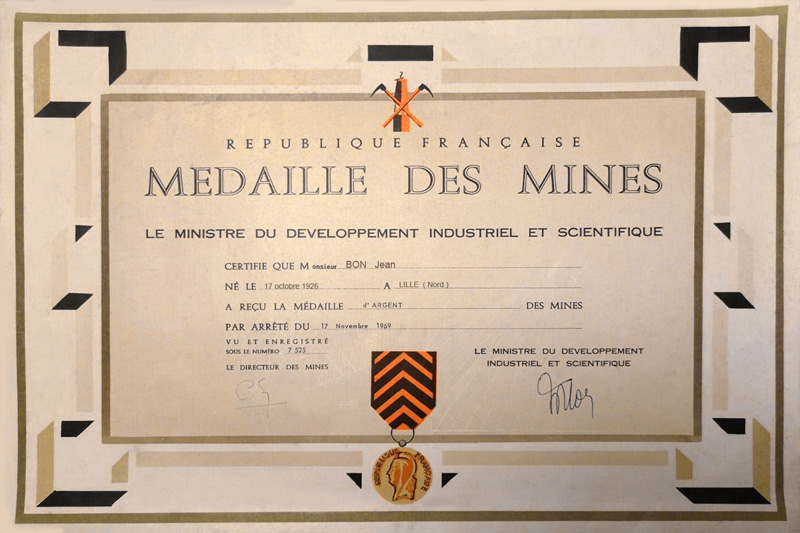 REPUBLIQUE FRANÇAISE
MEDAILLE DES MINES
LE MINISTRE DU DEVELOPPEMENT INDUSTRIEL ET SCIENTIFIQUE
CERTIFIE QUE Monsieur BON Jean
NÉ LE 17 octobre 1926 A LILLE ( Nord )
A REÇU LA MÉDAILLE d'ARGENT DES MINES
PAR ARRÊTÉ DU 17 Novembre 1969
VU ET ENREGISTRÉ
SOUS LE NUMÉRO 7 525
LE DIRECTEUR DES MINES
LE MINISTRE DU DEVELOPPEMENT
INDUSTRIEL ET SCIENTIFIQUE
REPUBLIQUE FRANÇAISE